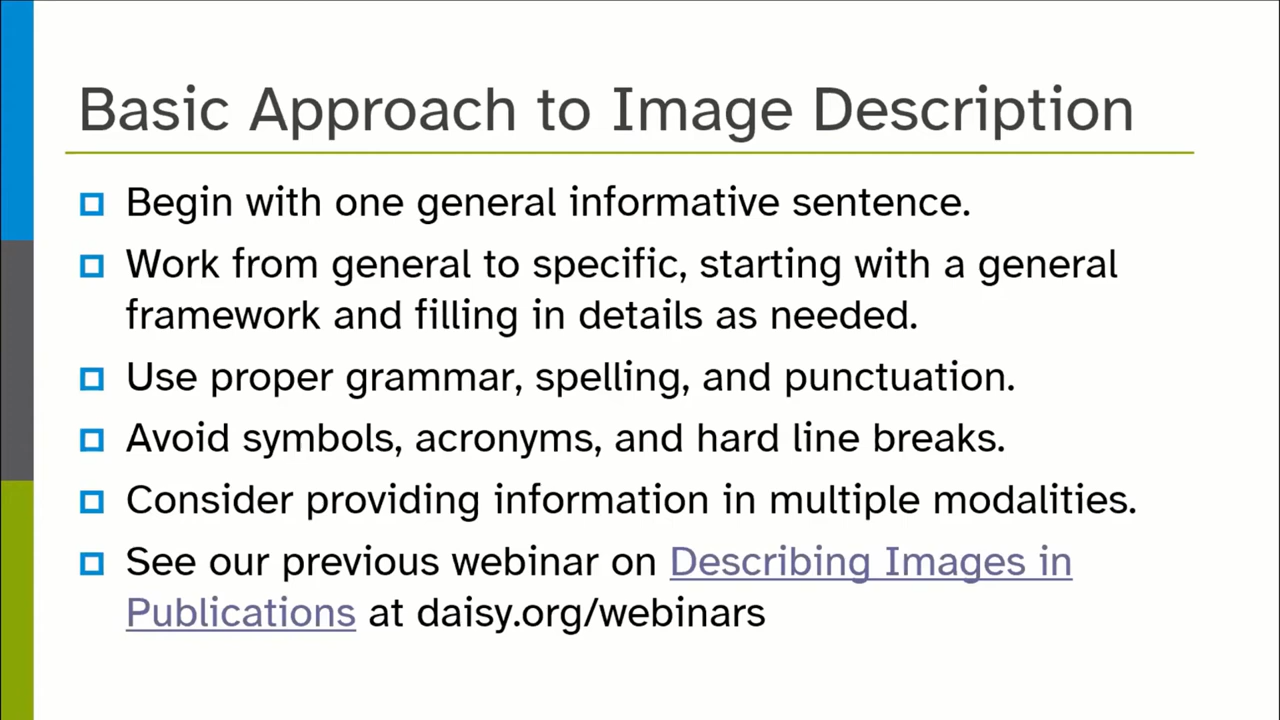 Basic Approach to Image Description
Begin with one general informative sentence.
Work from general to specific, starting with a general
framework and filling in details as needed.
Use proper grammar, spelling, and punctuation.
Avoid symbols, acronyms, and hard line breaks.
Consider providing information in multiple modalities.
See our previous webinar on Describing Images in
Publications at daisy.org/webinars